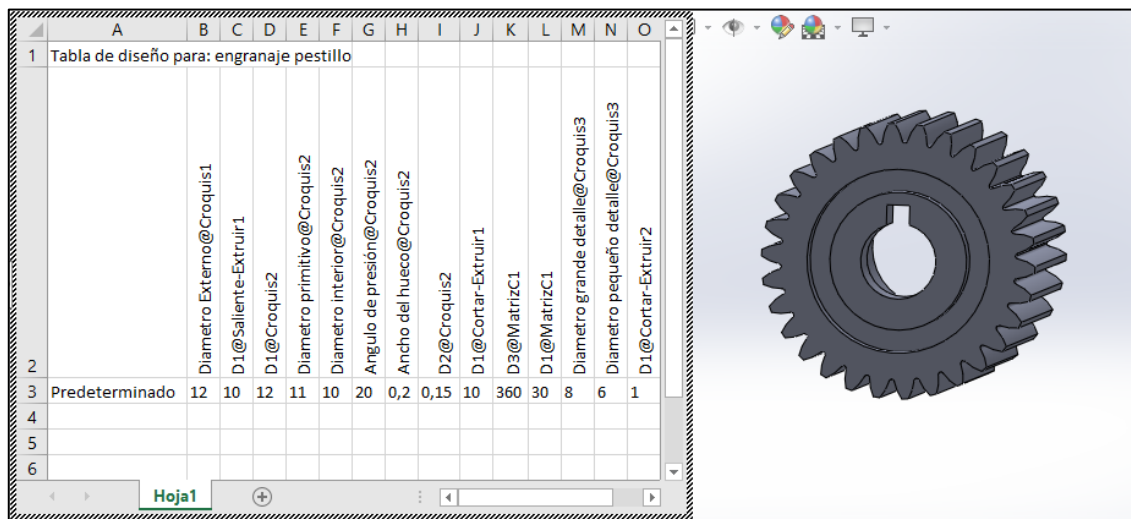 A B C D E F G H I J K L M N O
1 Tabla de diseño para: engranaje pestillo
2 Diametro Externo@Croquis1 D1@Saliente-Extruir1 D1@Croquis2 Diametro primitivo@Croquis2 Diametro interior@Croquis2 Angulo de presión@Croquis2 Ancho del hueco@Croquis2 D2@Croquis2 D1@Cortar-Extruir1 D3@MatrizC1 D1@MatrizC1 Diametro grande detalle@Croquis3 Diametro pequeño detalle@Croquis3 D1@Cortar-Extruir2
3 Predeterminado 12 10 12 11 10 20 0,2 0,15 10 360 30 8 6 1
4
5
6
Hoja1